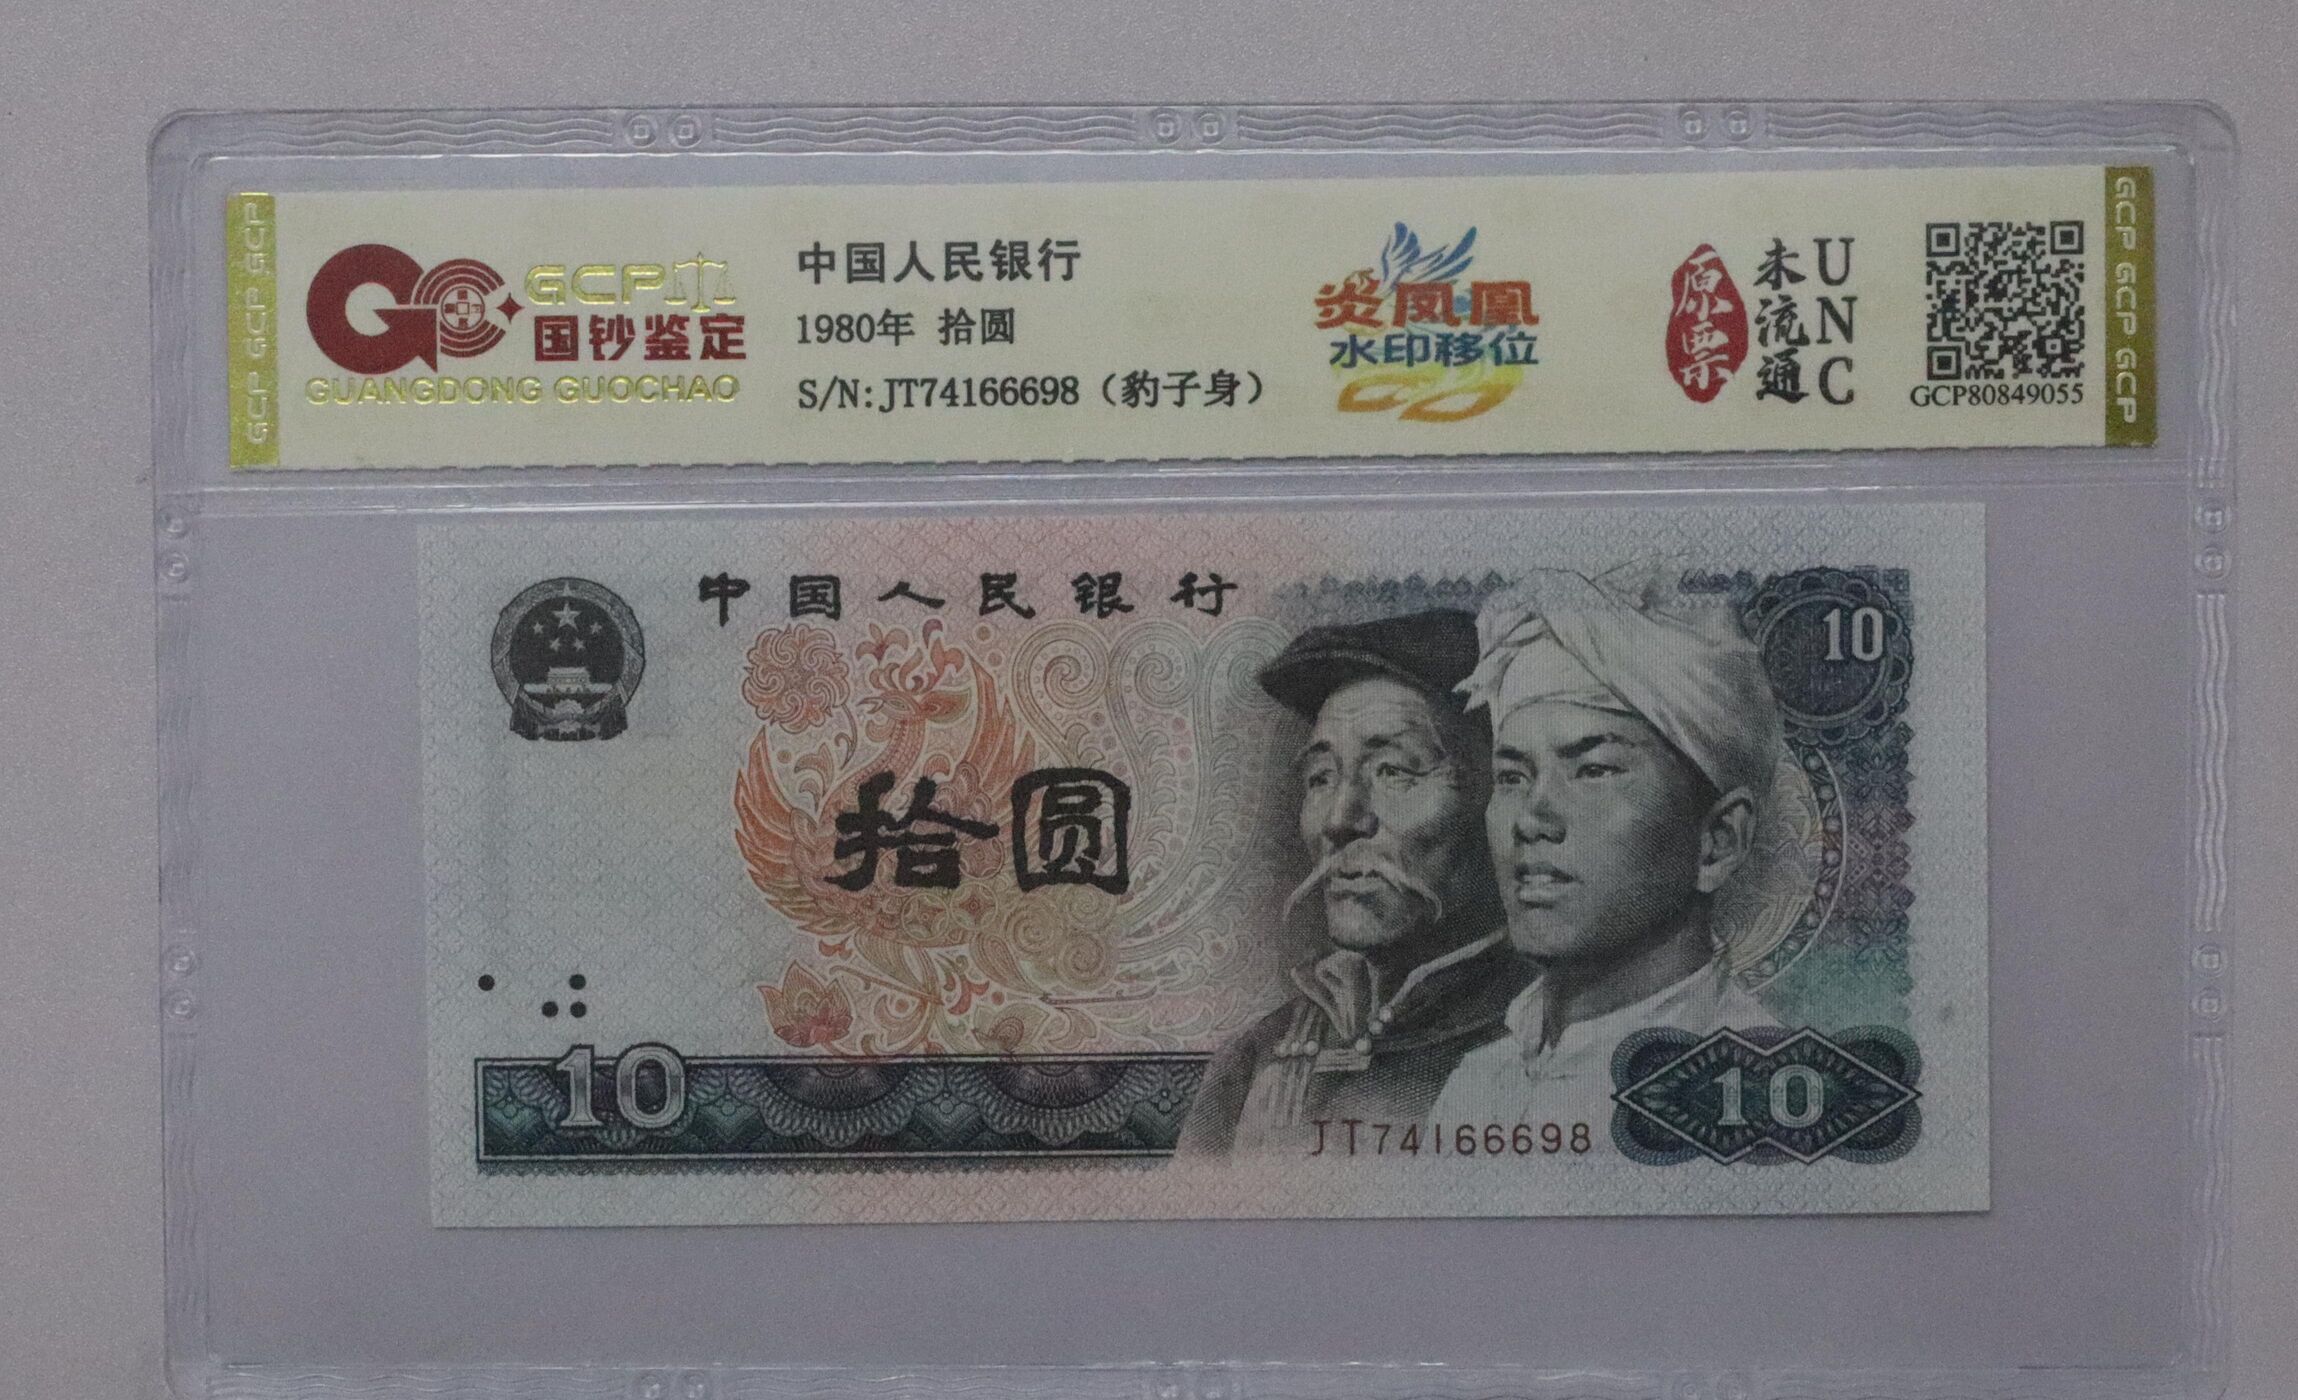 GCP GCP GCP
GCP
国钞鉴定
GUANGDONG GUOCHAO
中国人民银行
1980年 拾圆
S/N:JT74166698（豹子身）
炎凤凰
水印移位
原票
未流通
UNC
GCP80849055
GCP GCP GCP
中国人民银行
10
拾圆
10
10
JT74166698